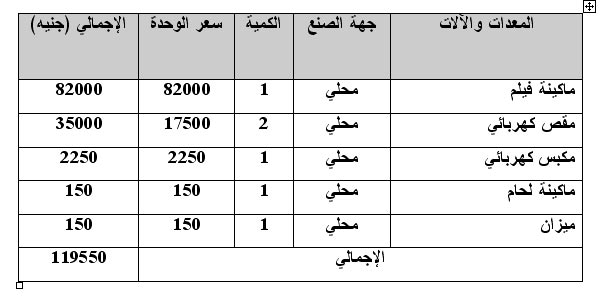 المعدات والآلات جهة الصنع الكمية سعر الوحدة الإجمالي (جنيه)
ماكينة فيلم محلي 1 82000 82000
مقص كهربائي محلي 2 17500 35000
مكبس كهربائي محلي 1 2250 2250
ماكينة لحام محلي 1 150 150
ميزان محلي 1 150 150
الإجمالي 119550